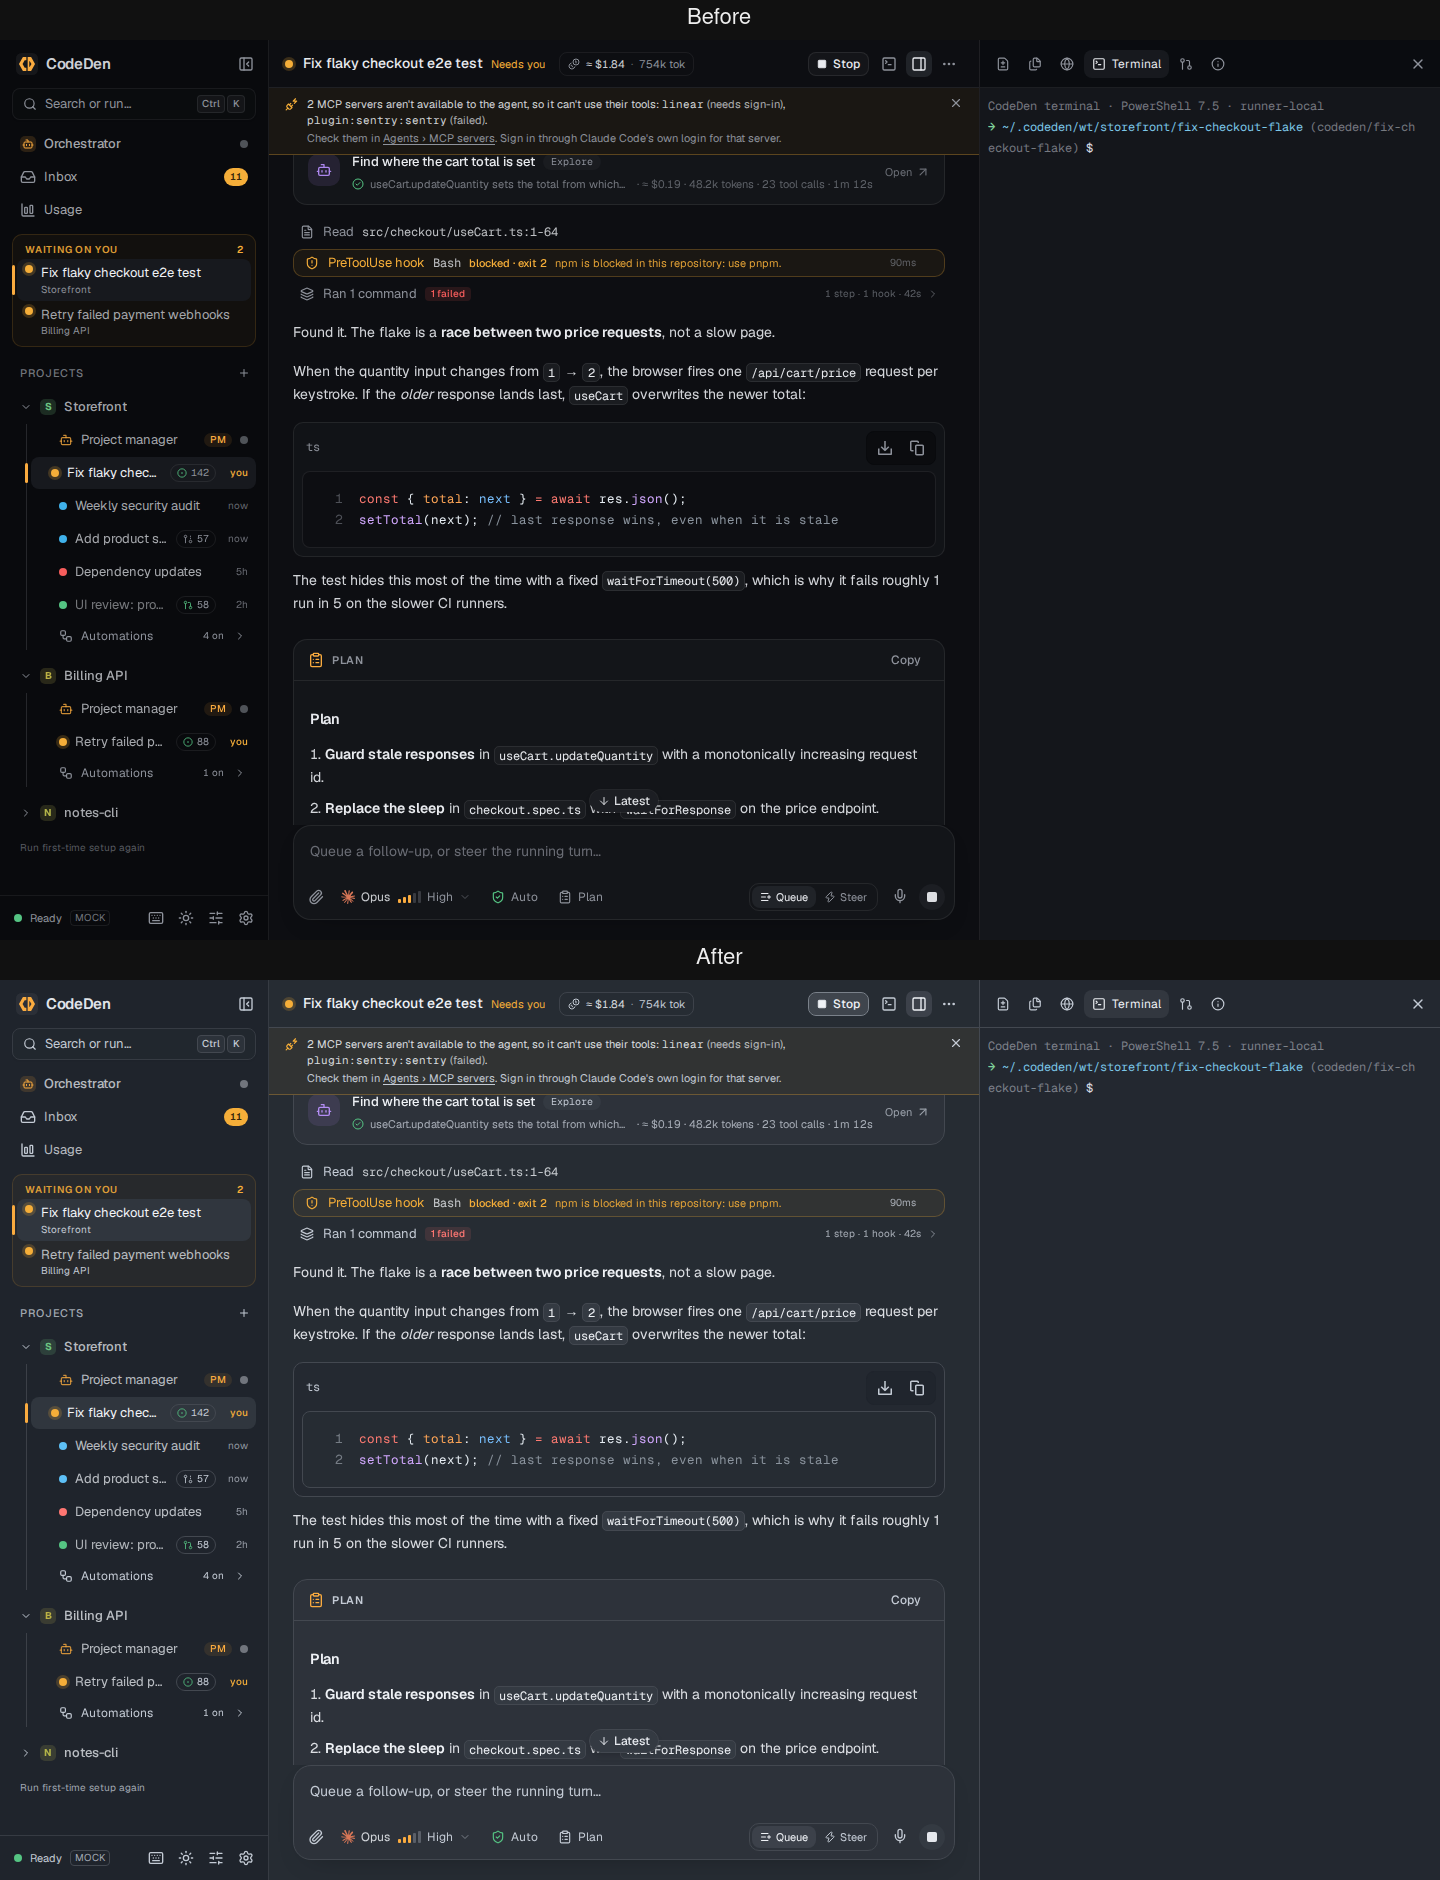 Before
CodeDen
Search or run... Ctrl K
Orchestrator
Inbox 11
Usage
WAITING ON YOU 2
Fix flaky checkout e2e test
Storefront
Retry failed payment webhooks
Billing API
PROJECTS
S Storefront
Project manager PM
Fix flaky chec... 142 you
Weekly security audit now
Add product s... 57 now
Dependency updates 5h
UI review: pro... 58 2h
Automations 4 on
B Billing API
Project manager PM
Retry failed p... 88 you
Automations 1 on
N notes-cli
Run first-time setup again
Ready MOCK
Fix flaky checkout e2e test Needs you ≈ $1.84 · 754k tok Stop
2 MCP servers aren't available to the agent, so it can't use their tools: linear (needs sign-in),
plugin:sentry:sentry (failed).
Check them in Agents › MCP servers. Sign in through Claude Code's own login for that server.
Find where the cart total is set Explore
useCart.updateQuantity sets the total from which... · ≈ $0.19 · 48.2k tokens · 23 tool calls · 1m 12s Open
Read src/checkout/useCart.ts:1-64
PreToolUse hook Bash blocked · exit 2 npm is blocked in this repository: use pnpm. 90ms
Ran 1 command 1 failed 1 step · 1 hook · 42s
Found it. The flake is a race between two price requests, not a slow page.
When the quantity input changes from 1 → 2, the browser fires one /api/cart/price request per
keystroke. If the older response lands last, useCart overwrites the newer total:
ts
1 const { total: next } = await res.json();
2 setTotal(next); // last response wins, even when it is stale
The test hides this most of the time with a fixed waitForTimeout(500), which is why it fails roughly 1
run in 5 on the slower CI runners.
PLAN Copy
Plan
1. Guard stale responses in useCart.updateQuantity with a monotonically increasing request
id.
2. Replace the sleep in checkout.spec.ts on the price endpoint.
↓ Latest
Queue a follow-up, or steer the running turn...
Opus High Auto Plan Queue Steer
Terminal
CodeDen terminal · PowerShell 7.5 · runner-local
→ ~/.codeden/wt/storefront/fix-checkout-flake (codeden/fix-ch
eckout-flake) $
After
CodeDen
Search or run... Ctrl K
Orchestrator
Inbox 11
Usage
WAITING ON YOU 2
Fix flaky checkout e2e test
Storefront
Retry failed payment webhooks
Billing API
PROJECTS
S Storefront
Project manager PM
Fix flaky chec... 142 you
Weekly security audit now
Add product s... 57 now
Dependency updates 5h
UI review: pro... 58 2h
Automations 4 on
B Billing API
Project manager PM
Retry failed p... 88 you
Automations 1 on
N notes-cli
Run first-time setup again
Ready MOCK
Fix flaky checkout e2e test Needs you ≈ $1.84 · 754k tok Stop
2 MCP servers aren't available to the agent, so it can't use their tools: linear (needs sign-in),
plugin:sentry:sentry (failed).
Check them in Agents › MCP servers. Sign in through Claude Code's own login for that server.
Find where the cart total is set Explore
useCart.updateQuantity sets the total from which... · ≈ $0.19 · 48.2k tokens · 23 tool calls · 1m 12s Open
Read src/checkout/useCart.ts:1-64
PreToolUse hook Bash blocked · exit 2 npm is blocked in this repository: use pnpm. 90ms
Ran 1 command 1 failed 1 step · 1 hook · 42s
Found it. The flake is a race between two price requests, not a slow page.
When the quantity input changes from 1 → 2, the browser fires one /api/cart/price request per
keystroke. If the older response lands last, useCart overwrites the newer total:
ts
1 const { total: next } = await res.json();
2 setTotal(next); // last response wins, even when it is stale
The test hides this most of the time with a fixed waitForTimeout(500), which is why it fails roughly 1
run in 5 on the slower CI runners.
PLAN Copy
Plan
1. Guard stale responses in useCart.updateQuantity with a monotonically increasing request
id.
2. Replace the sleep in checkout.spec.ts on the price endpoint.
↓ Latest
Queue a follow-up, or steer the running turn...
Opus High Auto Plan Queue Steer
Terminal
CodeDen terminal · PowerShell 7.5 · runner-local
→ ~/.codeden/wt/storefront/fix-checkout-flake (codeden/fix-ch
eckout-flake) $